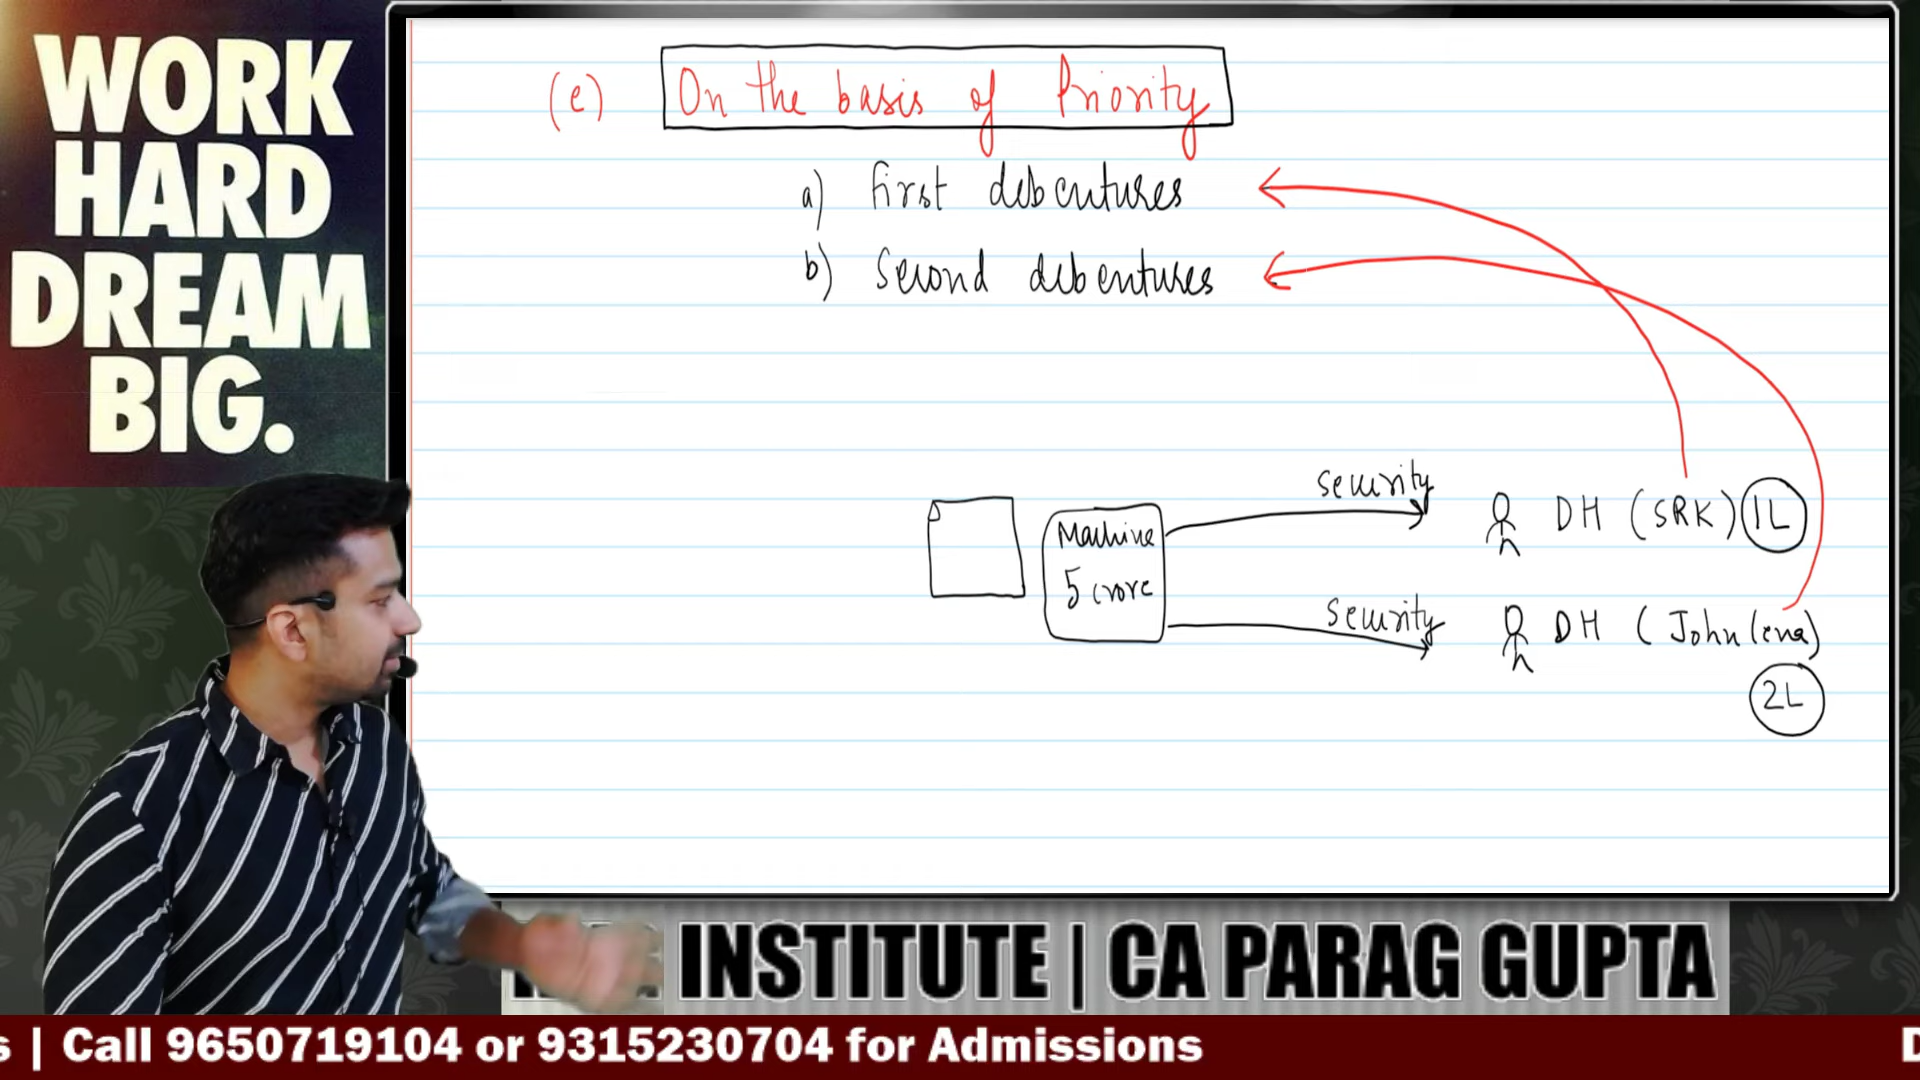 WORK
HARD
DREAM
BIG.
(e) On the basis of Priority
a) first debentures
b) Second debentures
security
DH (SRK) 1L
Machine
5 crore
security
DH (John Cena)
2L
INSTITUTE | CA PARAG GUPTA
s | Call 9650719104 or 9315230704 for Admissions